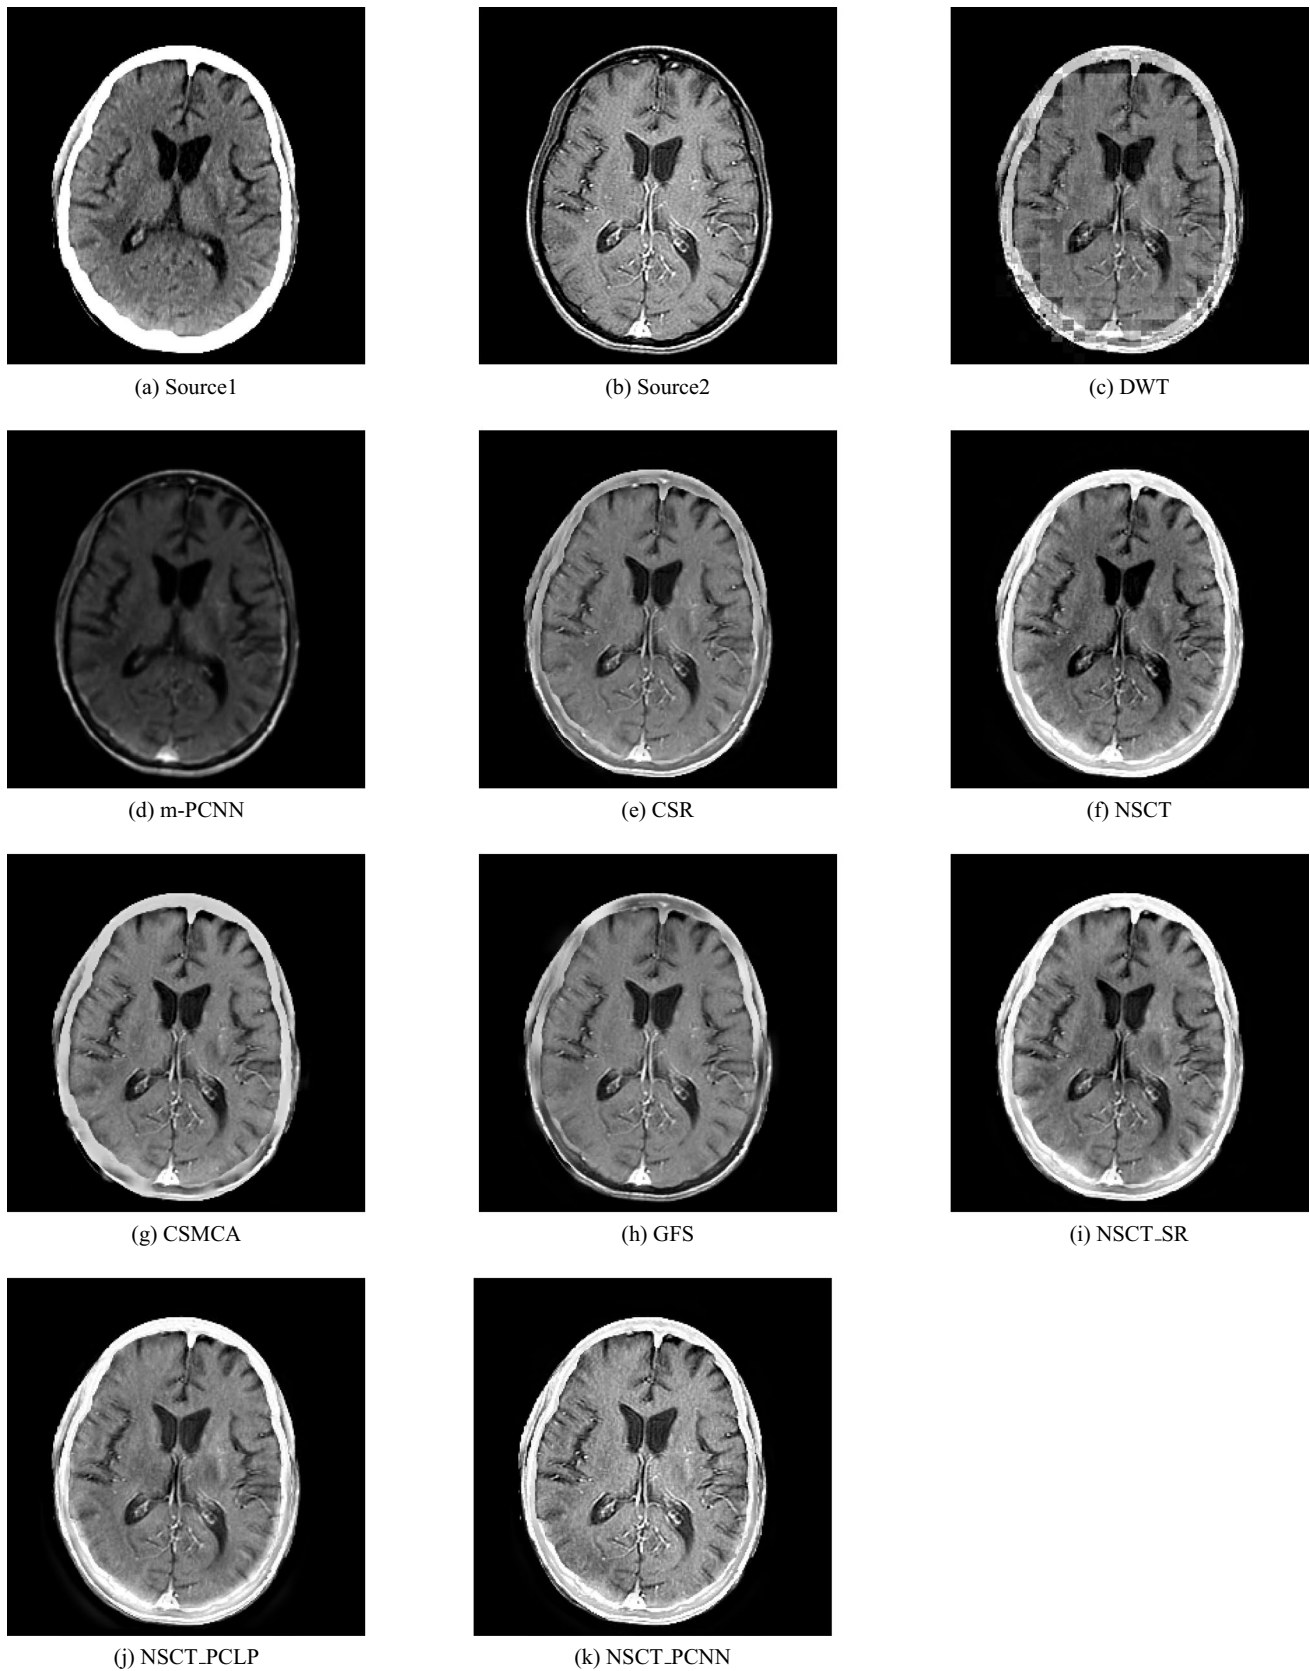 (a) Source1
(b) Source2
(c) DWT
(d) m-PCNN
(e) CSR
(f) NSCT
(g) CSMCA
(h) GFS
(i) NSCT_SR
(j) NSCT_PCLP
(k) NSCT_PCNN